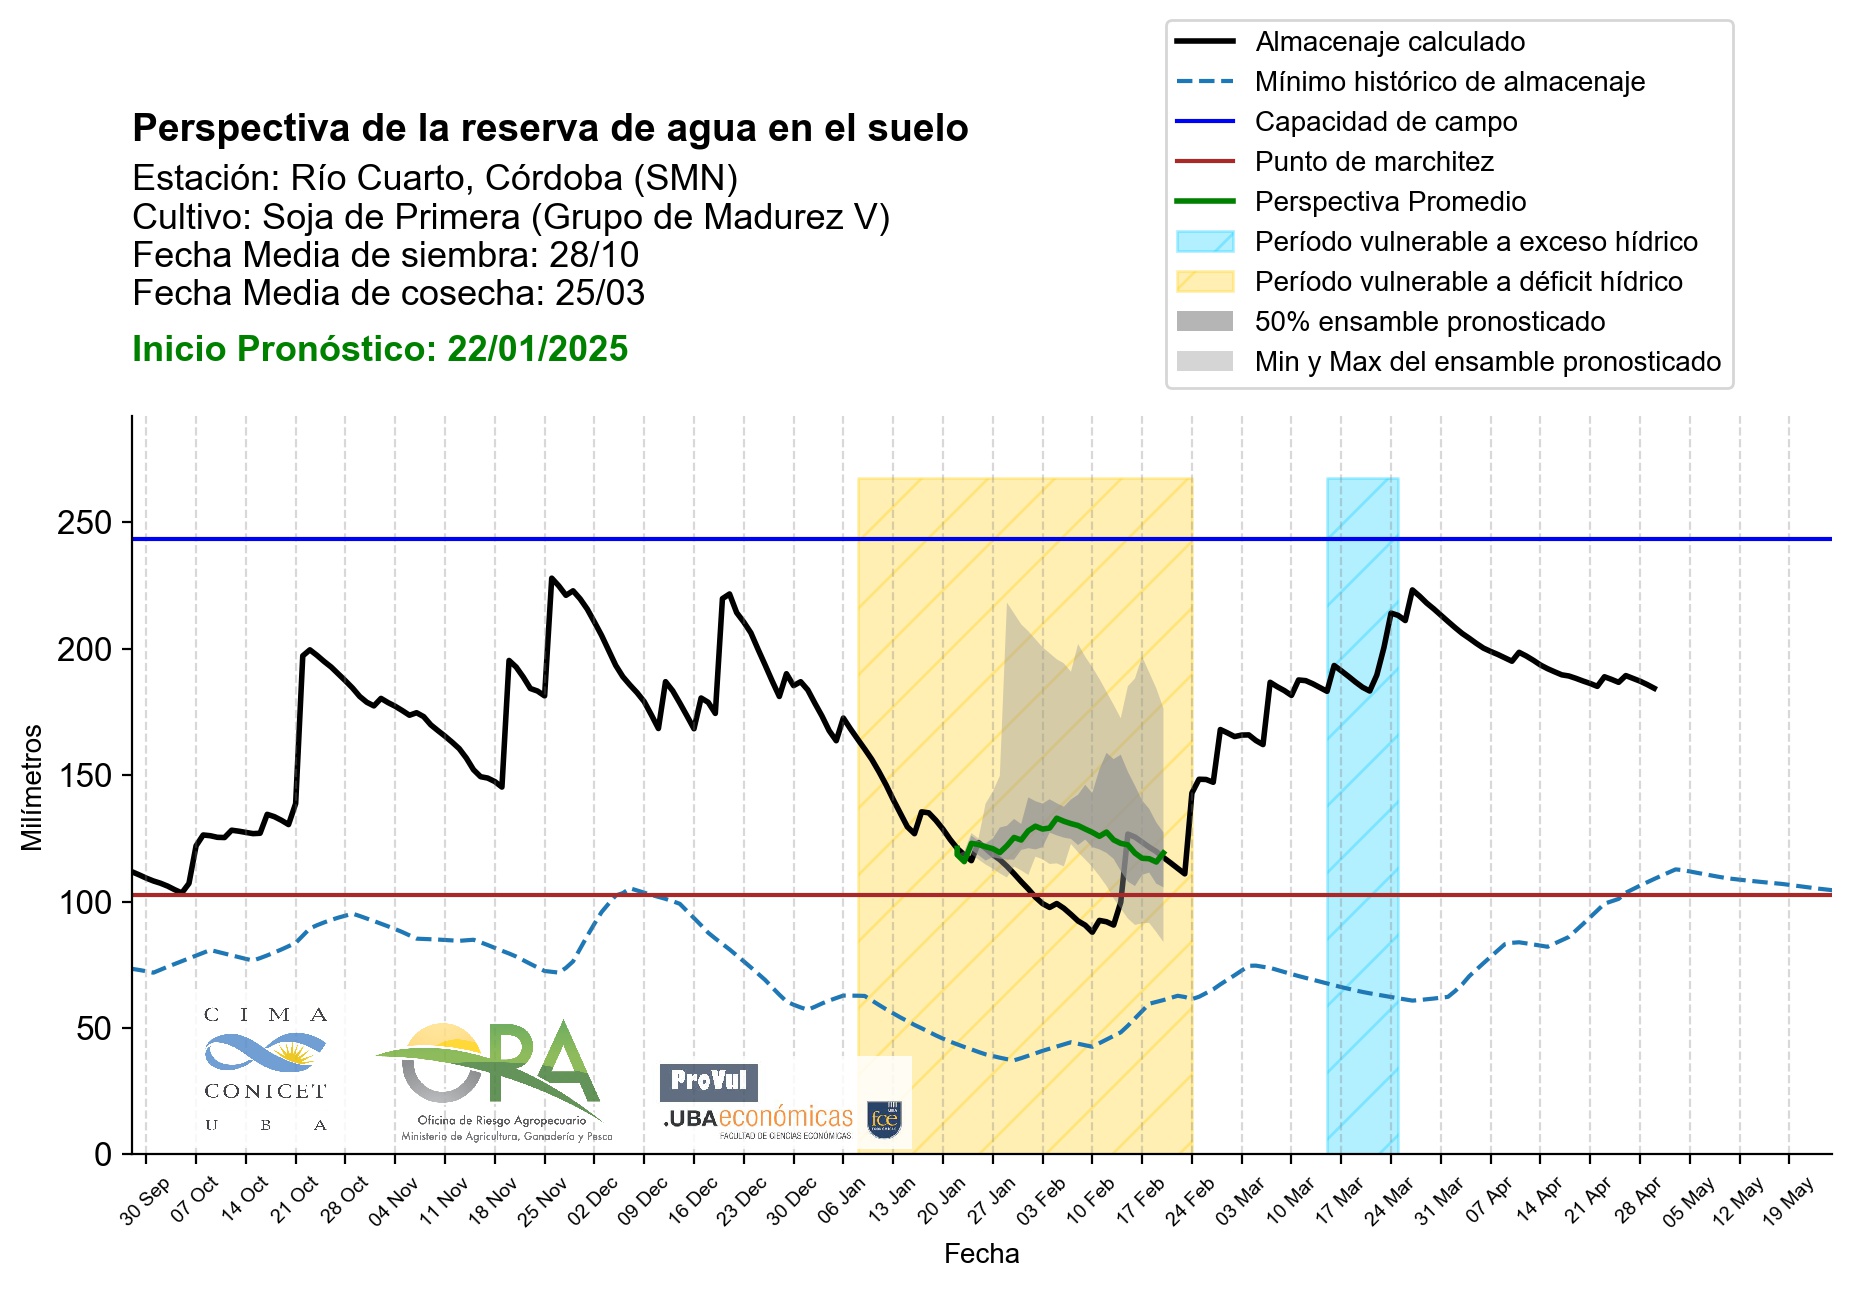 Almacenaje calculado
Mínimo histórico de almacenaje
Capacidad de campo
Punto de marchitez
Perspectiva Promedio
Período vulnerable a exceso hídrico
Período vulnerable a déficit hídrico
50% ensamble pronosticado
Min y Max del ensamble pronosticado
Perspectiva de la reserva de agua en el suelo
Estación: Río Cuarto, Córdoba (SMN)
Cultivo: Soja de Primera (Grupo de Madurez V)
Fecha Media de siembra: 28/10
Fecha Media de cosecha: 25/03
Inicio Pronóstico: 22/01/2025
Milímetros
250
200
150
100
50
0
C I M A
CONICET
U B A
ORA
Oficina de Riesgo Agropecuario
Ministerio de Agricultura, Ganadería y Pesca
ProVul
.UBAeconómicas
FACULTAD DE CIENCIAS ECONÓMICAS
UBA
fce
ECONÓMICAS
30 Sep
07 Oct
14 Oct
21 Oct
28 Oct
04 Nov
11 Nov
18 Nov
25 Nov
02 Dec
09 Dec
16 Dec
23 Dec
30 Dec
06 Jan
13 Jan
20 Jan
27 Jan
03 Feb
10 Feb
17 Feb
24 Feb
03 Mar
10 Mar
17 Mar
24 Mar
31 Mar
07 Apr
14 Apr
21 Apr
28 Apr
05 May
12 May
19 May
Fecha